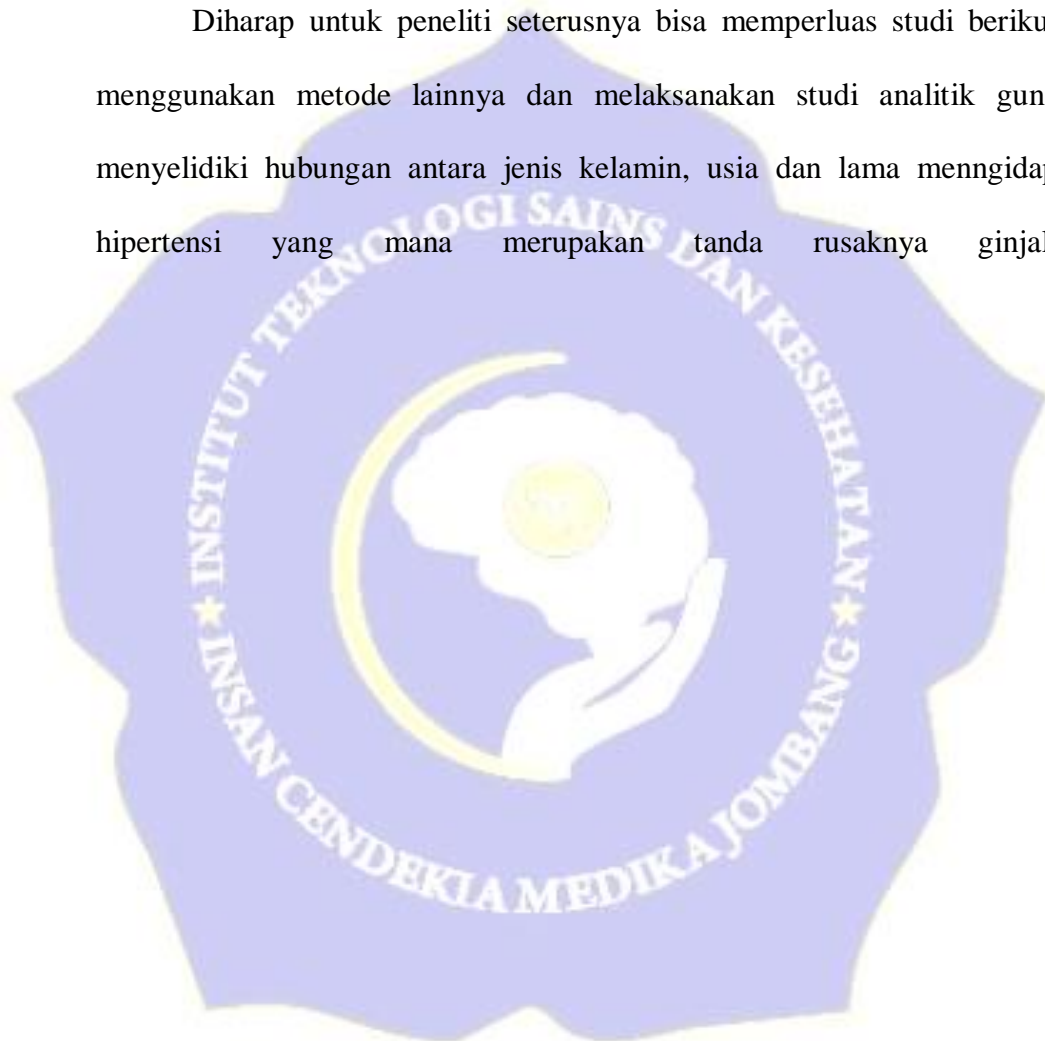 Diharap untuk peneliti seterusnya bisa memperluas studi beriku
menggunakan metode lainnya dan melaksanakan studi analitik gun
menyelidiki hubungan antara jenis kelamin, usia dan lama menngidap
hipertensi yang mana merupakan tanda rusaknya ginjal
INSTITUT TEKNOLOGI SAINS DAN KESEHATAN
INSAN CENDEKIA MEDIKA JOMBANG